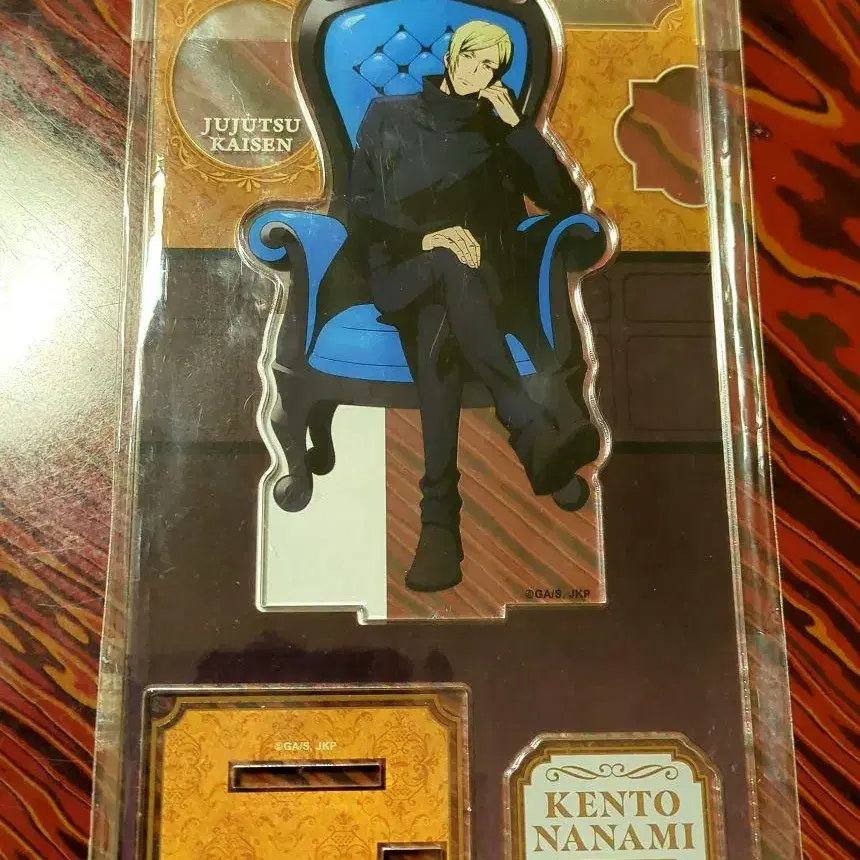 JUJUTSU
KAISEN
©GA/S, JKP
©GA/S, JKP
KENTO
NANAMI